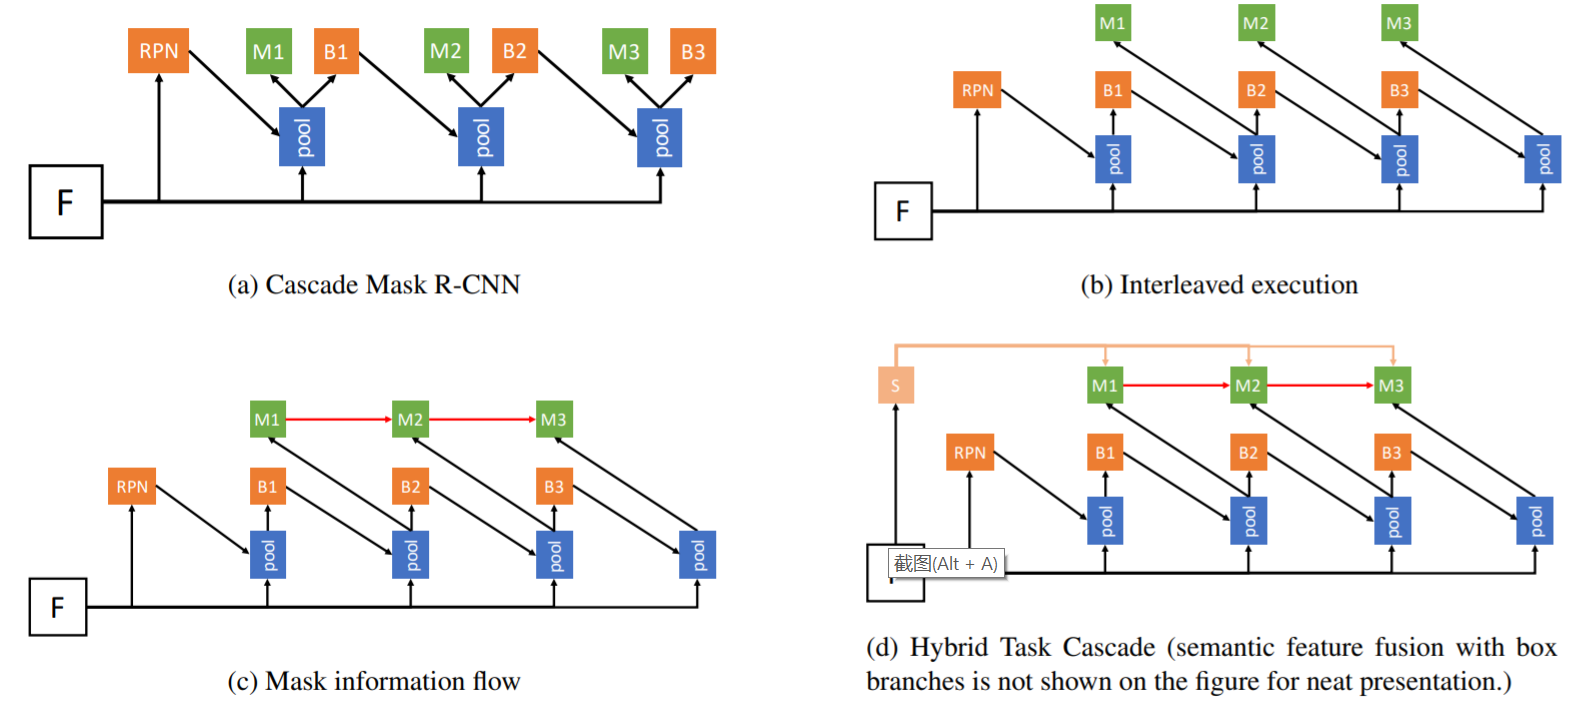 RPN M1 B1 M2 B2 M3 B3
pool pool pool
F
(a) Cascade Mask R-CNN
M1 M2 M3
RPN B1 B2 B3
pool pool pool pool
F
(b) Interleaved execution
M1 M2 M3
RPN B1 B2 B3
pool pool pool pool
F
(c) Mask information flow
S M1 M2 M3
RPN B1 B2 B3
pool pool pool pool
截图(Alt + A)
(d) Hybrid Task Cascade (semantic feature fusion with box
branches is not shown on the figure for neat presentation.)